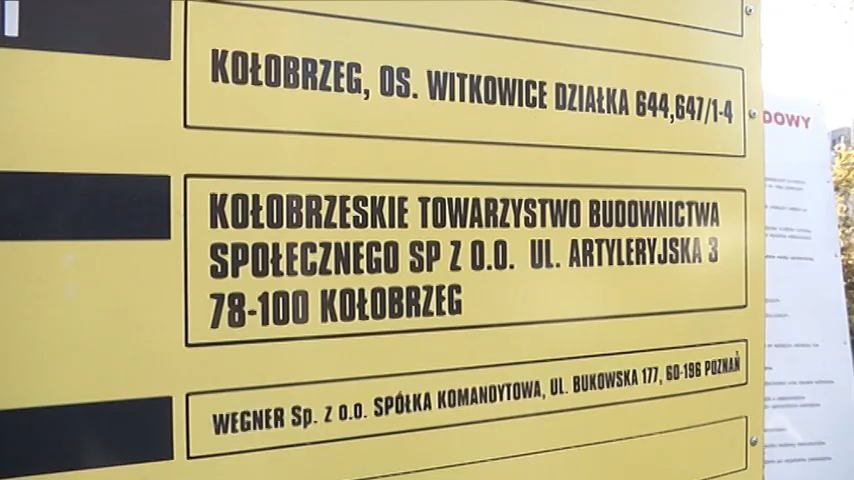 KOŁOBRZEG, OS. WITKOWICE DZIAŁKA 644,647/1-4
KOŁOBRZESKIE TOWARZYSTWO BUDOWNICTWA
SPOŁECZNEGO SP Z O.O. UL. ARTYLERYJSKA 3
78-100 KOŁOBRZEG
WEGNER Sp. Z O.O. SPÓŁKA KOMANDYTOWA, UL. BUKOWSKA 177, 60-196 POZNAŃ
DOWY